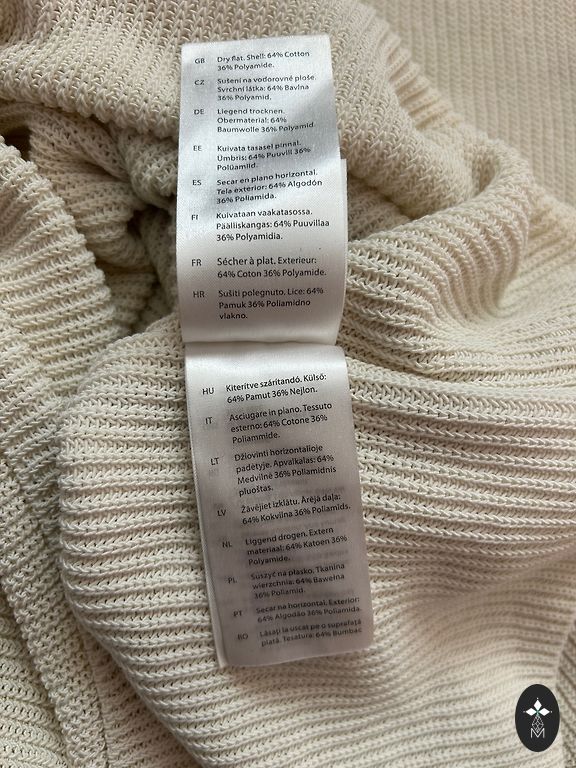 GB Dry flat. Shell: 64% Cotton
36% Polyamide.
CZ Sušení na vodorovné ploše.
Svrchní látka: 64% Bavlna
36% Polyamid.
DE Liegend trocknen.
Obermaterial: 64%
Baumwolle 36% Polyamid
EE Kuivata tasasel pinnal.
Ümbris: 64% Puuvill 36%
Polüamiid.
ES Secar en plano horizontal.
Tela exterior: 64% Algodón
36% Poliamida.
FI Kuivataan vaakatasossa.
Päälliskangas: 64% Puuvillaa
36% Polyamidia.
FR Sécher à plat. Exterieur:
64% Coton 36% Polyamide.
HR Sušiti polegnuto. Lice: 64%
Pamuk 36% Poliamidno
vlakno.
HU Kiterítve szárítandó. Külső:
64% Pamut 36% Nejlon.
IT Asciugare in piano. Tessuto
esterno: 64% Cotone 36%
Poliammide.
LT Džiovinti horizontalioje
padėtyje. Apvalkalas: 64%
Medvilnė 36% Poliamidnis
pluoštas.
LV Žāvējiet izklātu. Ārējā daļa:
64% Kokvilna 36% Poliamīds.
NL Liggend drogen. Extern
materiaal: 64% Katoen 36%
Polyamide.
PL Suszyć na płasko. Tkanina
wierzchnia: 64% Bawełna
36% Poliamid.
PT Secar na horizontal. Exterior:
64% Algodão 36% Poliamida.
RO Lăsați la uscat pe o suprafață
plată. Țesatura: 64% Bumbac